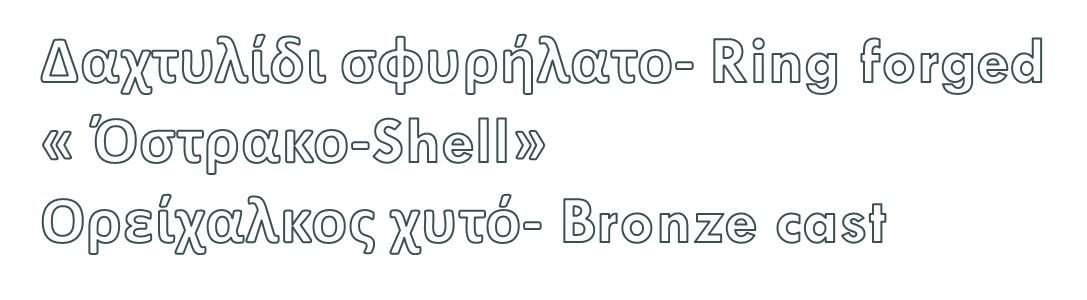 Δαχτυλίδι σφυρήλατο- Ring forged
« Όστρακο-Shell»
Ορείχαλκος χυτό- Bronze cast